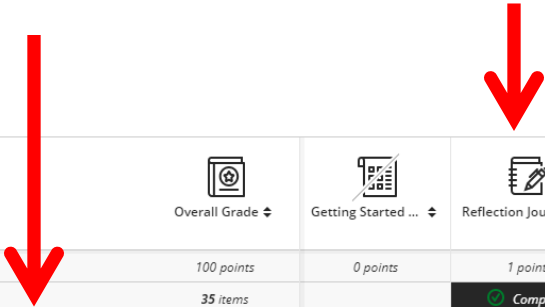 Overall Grade Getting Started ... Reflection Jou
100 points 0 points 1 point
35 items Comp